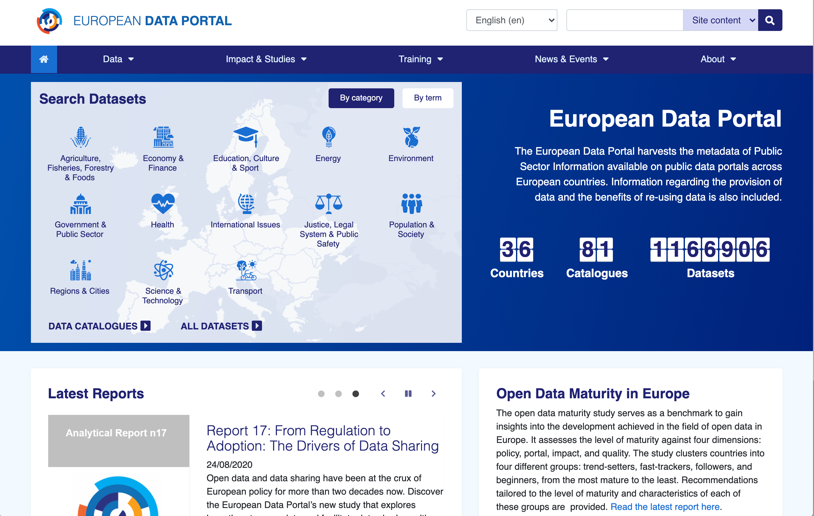 EUROPEAN DATA PORTAL
English (en)
Site content
Data
Impact & Studies
Training
News & Events
About
Search Datasets
By category
By term
Agriculture,
Fisheries, Forestry
& Foods
Economy &
Finance
Education, Culture
& Sport
Energy
Environment
Government &
Public Sector
Health
International Issues
Justice, Legal
System & Public
Safety
Population &
Society
Regions & Cities
Science &
Technology
Transport
DATA CATALOGUES
ALL DATASETS
European Data Portal
The European Data Portal harvests the metadata of Public
Sector Information available on public data portals across
European countries. Information regarding the provision of
data and the benefits of re-using data is also included.
36
Countries
81
Catalogues
1166906
Datasets
Latest Reports
Analytical Report n17
Report 17: From Regulation to
Adoption: The Drivers of Data Sharing
24/08/2020
Open data and data sharing have been at the crux of
European policy for more than two decades now. Discover
the European Data Portal's new study that explores
Open Data Maturity in Europe
The open data maturity study serves as a benchmark to gain
insights into the development achieved in the field of open data in
Europe. It assesses the level of maturity against four dimensions:
policy, portal, impact, and quality. The study clusters countries into
four different groups: trend-setters, fast-trackers, followers, and
beginners, from the most mature to the least. Recommendations
tailored to the level of maturity and characteristics of each of
these groups are provided. Read the latest report here.